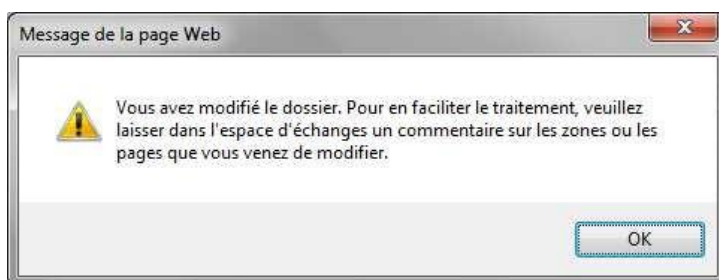 Message de la page Web
Vous avez modifié le dossier. Pour en faciliter le traitement, veuillez
laisser dans l'espace d'échanges un commentaire sur les zones ou les
pages que vous venez de modifier.
OK